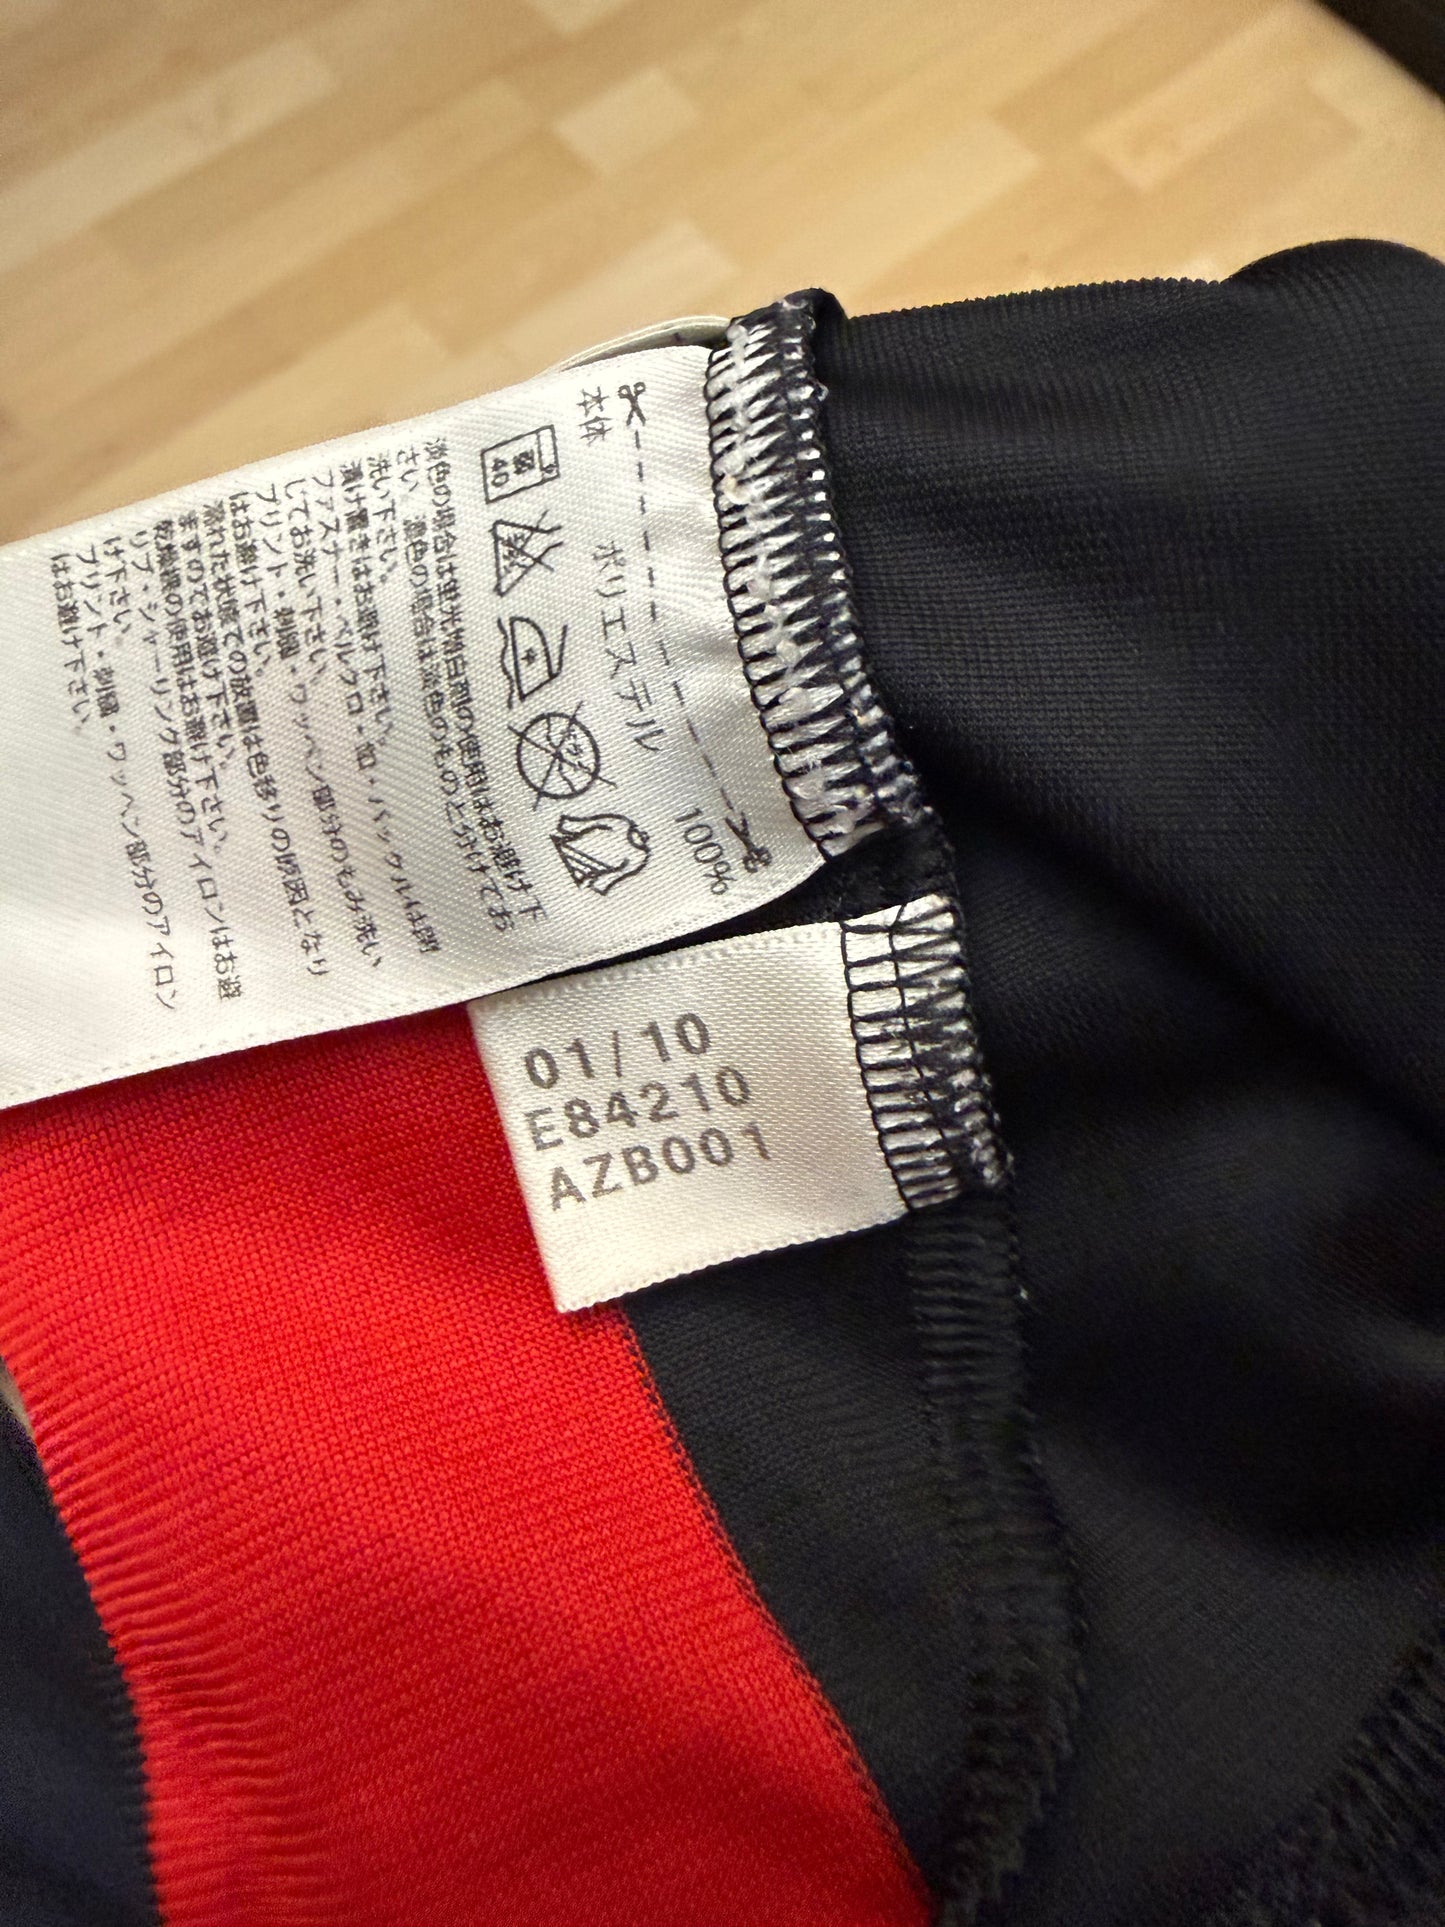 本体 ポリエステル 100%
40
淡色の場合は蛍光増白剤の使用はお避け下
さい。濃色の場合は淡色のものと分けてお
洗い下さい。
漬け置きはお避け下さい。
ファスナー・ベルクロ・釦・バックルは閉
じてお洗い下さい。
プリント・刺繍・ワッペン部分のもみ洗い
はお避け下さい。
濡れた状態での放置は色移りの原因となり
ますのでお避け下さい。
リブ・シャーリング部分のアイロンはお避
け下さい。
乾燥機の使用はお避け下さい。
プリント・刺繍・ワッペン部分のアイロン
はお避け下さい。
01/10
E84210
AZB001